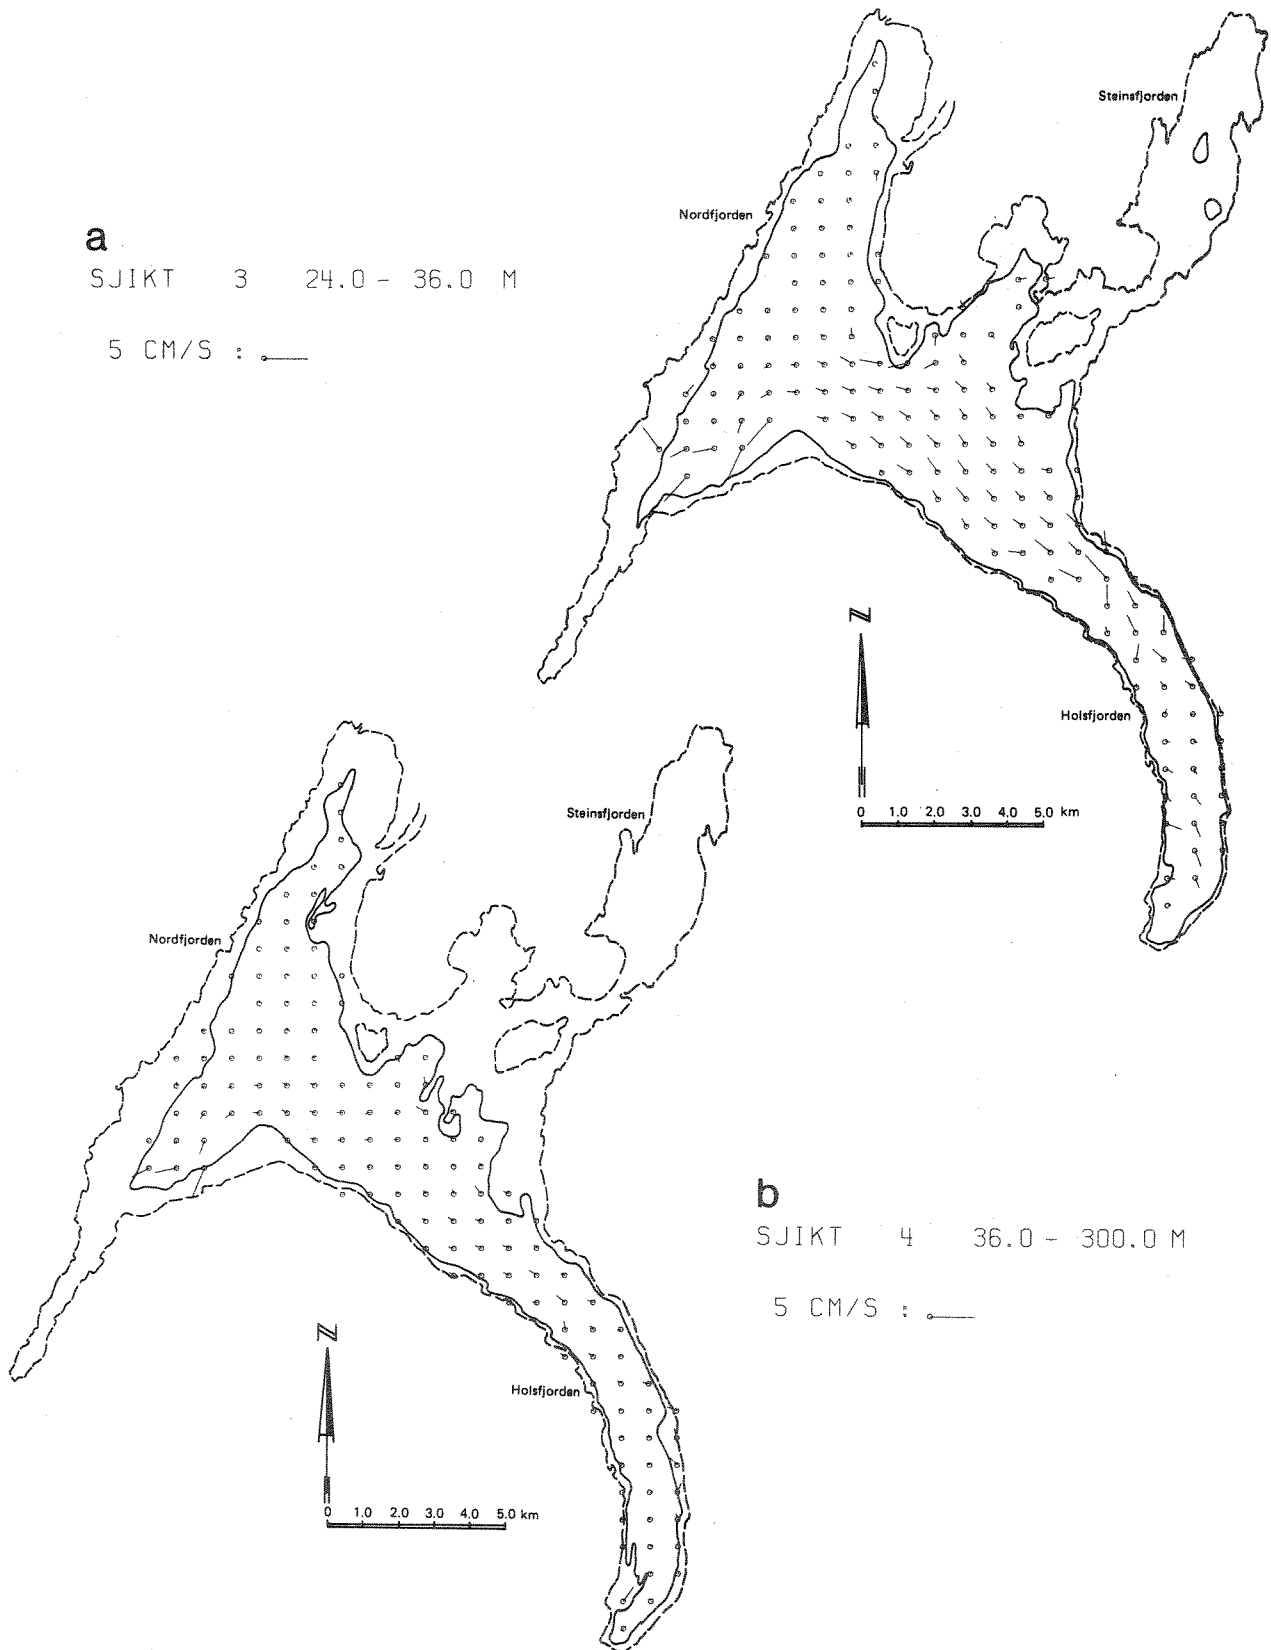 a
SJIKT 3 24.0 - 36.0 M
5 CM/S :
Steinsfjorden
Nordfjorden
Holsfjorden
N
0 1.0 2.0 3.0 4.0 5.0 km
Steinsfjorden
Nordfjorden
Holsfjorden
N
0 1.0 2.0 3.0 4.0 5.0 km
b
SJIKT 4 36.0 - 300.0 M
5 CM/S :